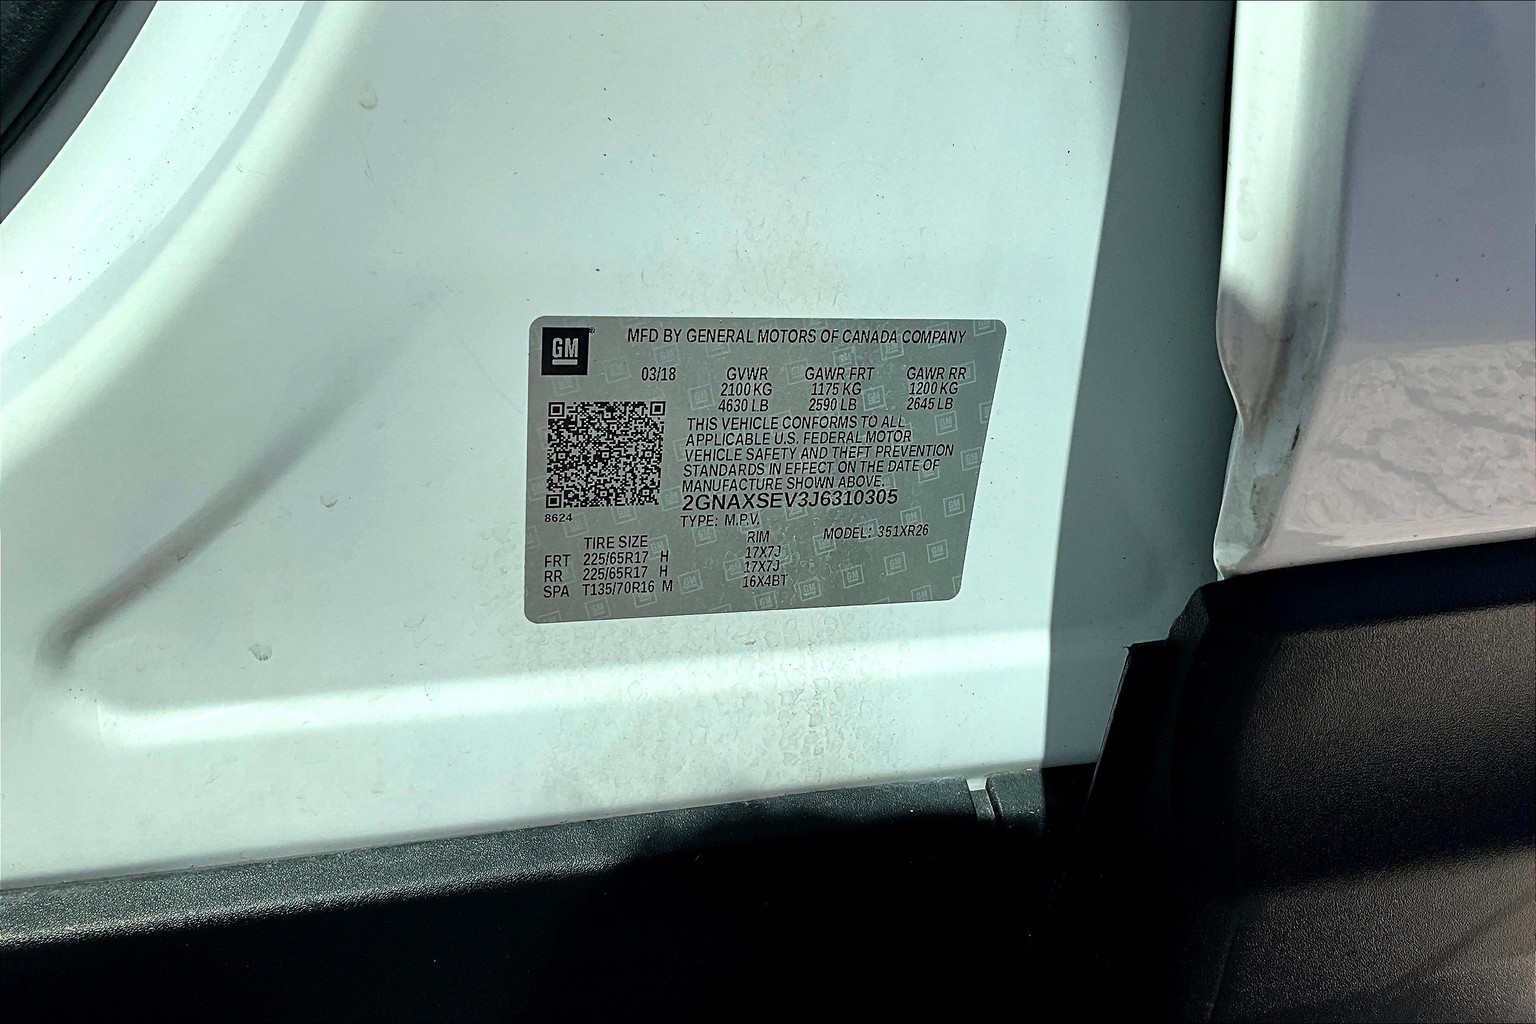 GM
MFD BY GENERAL MOTORS OF CANADA COMPANY
03/18 GVWR GAWR FRT GAWR RR
2100 KG 1175 KG 1200 KG
4630 LB 2590 LB 2645 LB
THIS VEHICLE CONFORMS TO ALL
APPLICABLE U.S. FEDERAL MOTOR
VEHICLE SAFETY AND THEFT PREVENTION
STANDARDS IN EFFECT ON THE DATE OF
MANUFACTURE SHOWN ABOVE.
2GNAXSEV3J6310305
8624
TYPE: M.P.V. MODEL: 351XR26
TIRE SIZE RIM
FRT 225/65R17 H 17X7J
RR 225/65R17 H 17X7J
SPA T135/70R16 M 16X4BT